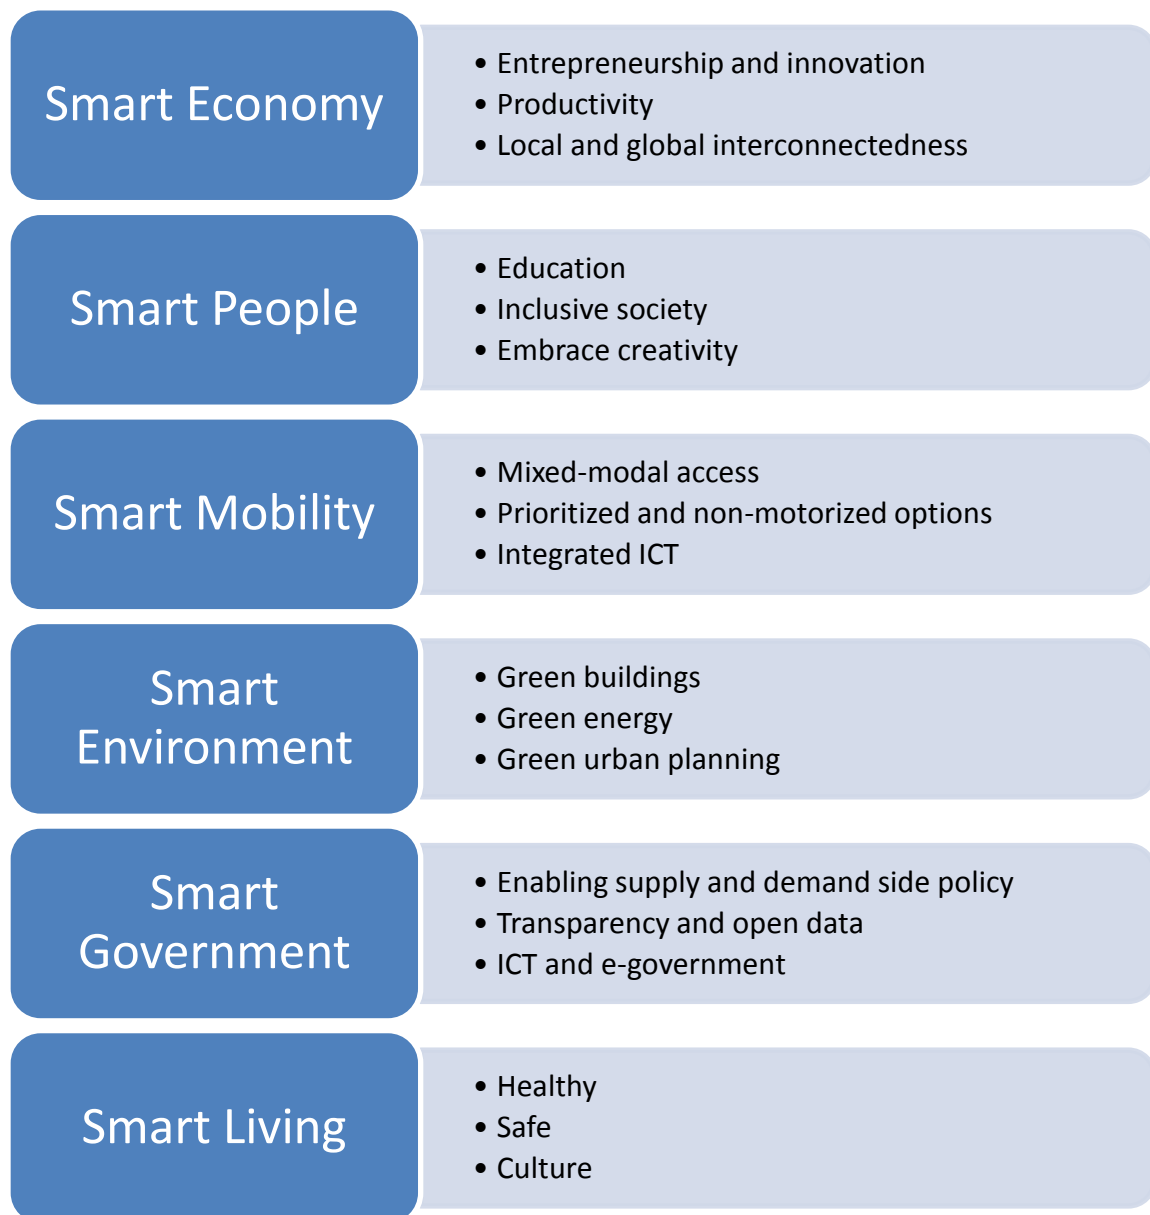 Smart Economy
• Entrepreneurship and innovation
• Productivity
• Local and global interconnectedness
Smart People
• Education
• Inclusive society
• Embrace creativity
Smart Mobility
• Mixed-modal access
• Prioritized and non-motorized options
• Integrated ICT
Smart
Environment
• Green buildings
• Green energy
• Green urban planning
Smart
Government
• Enabling supply and demand side policy
• Transparency and open data
• ICT and e-government
Smart Living
• Healthy
• Safe
• Culture